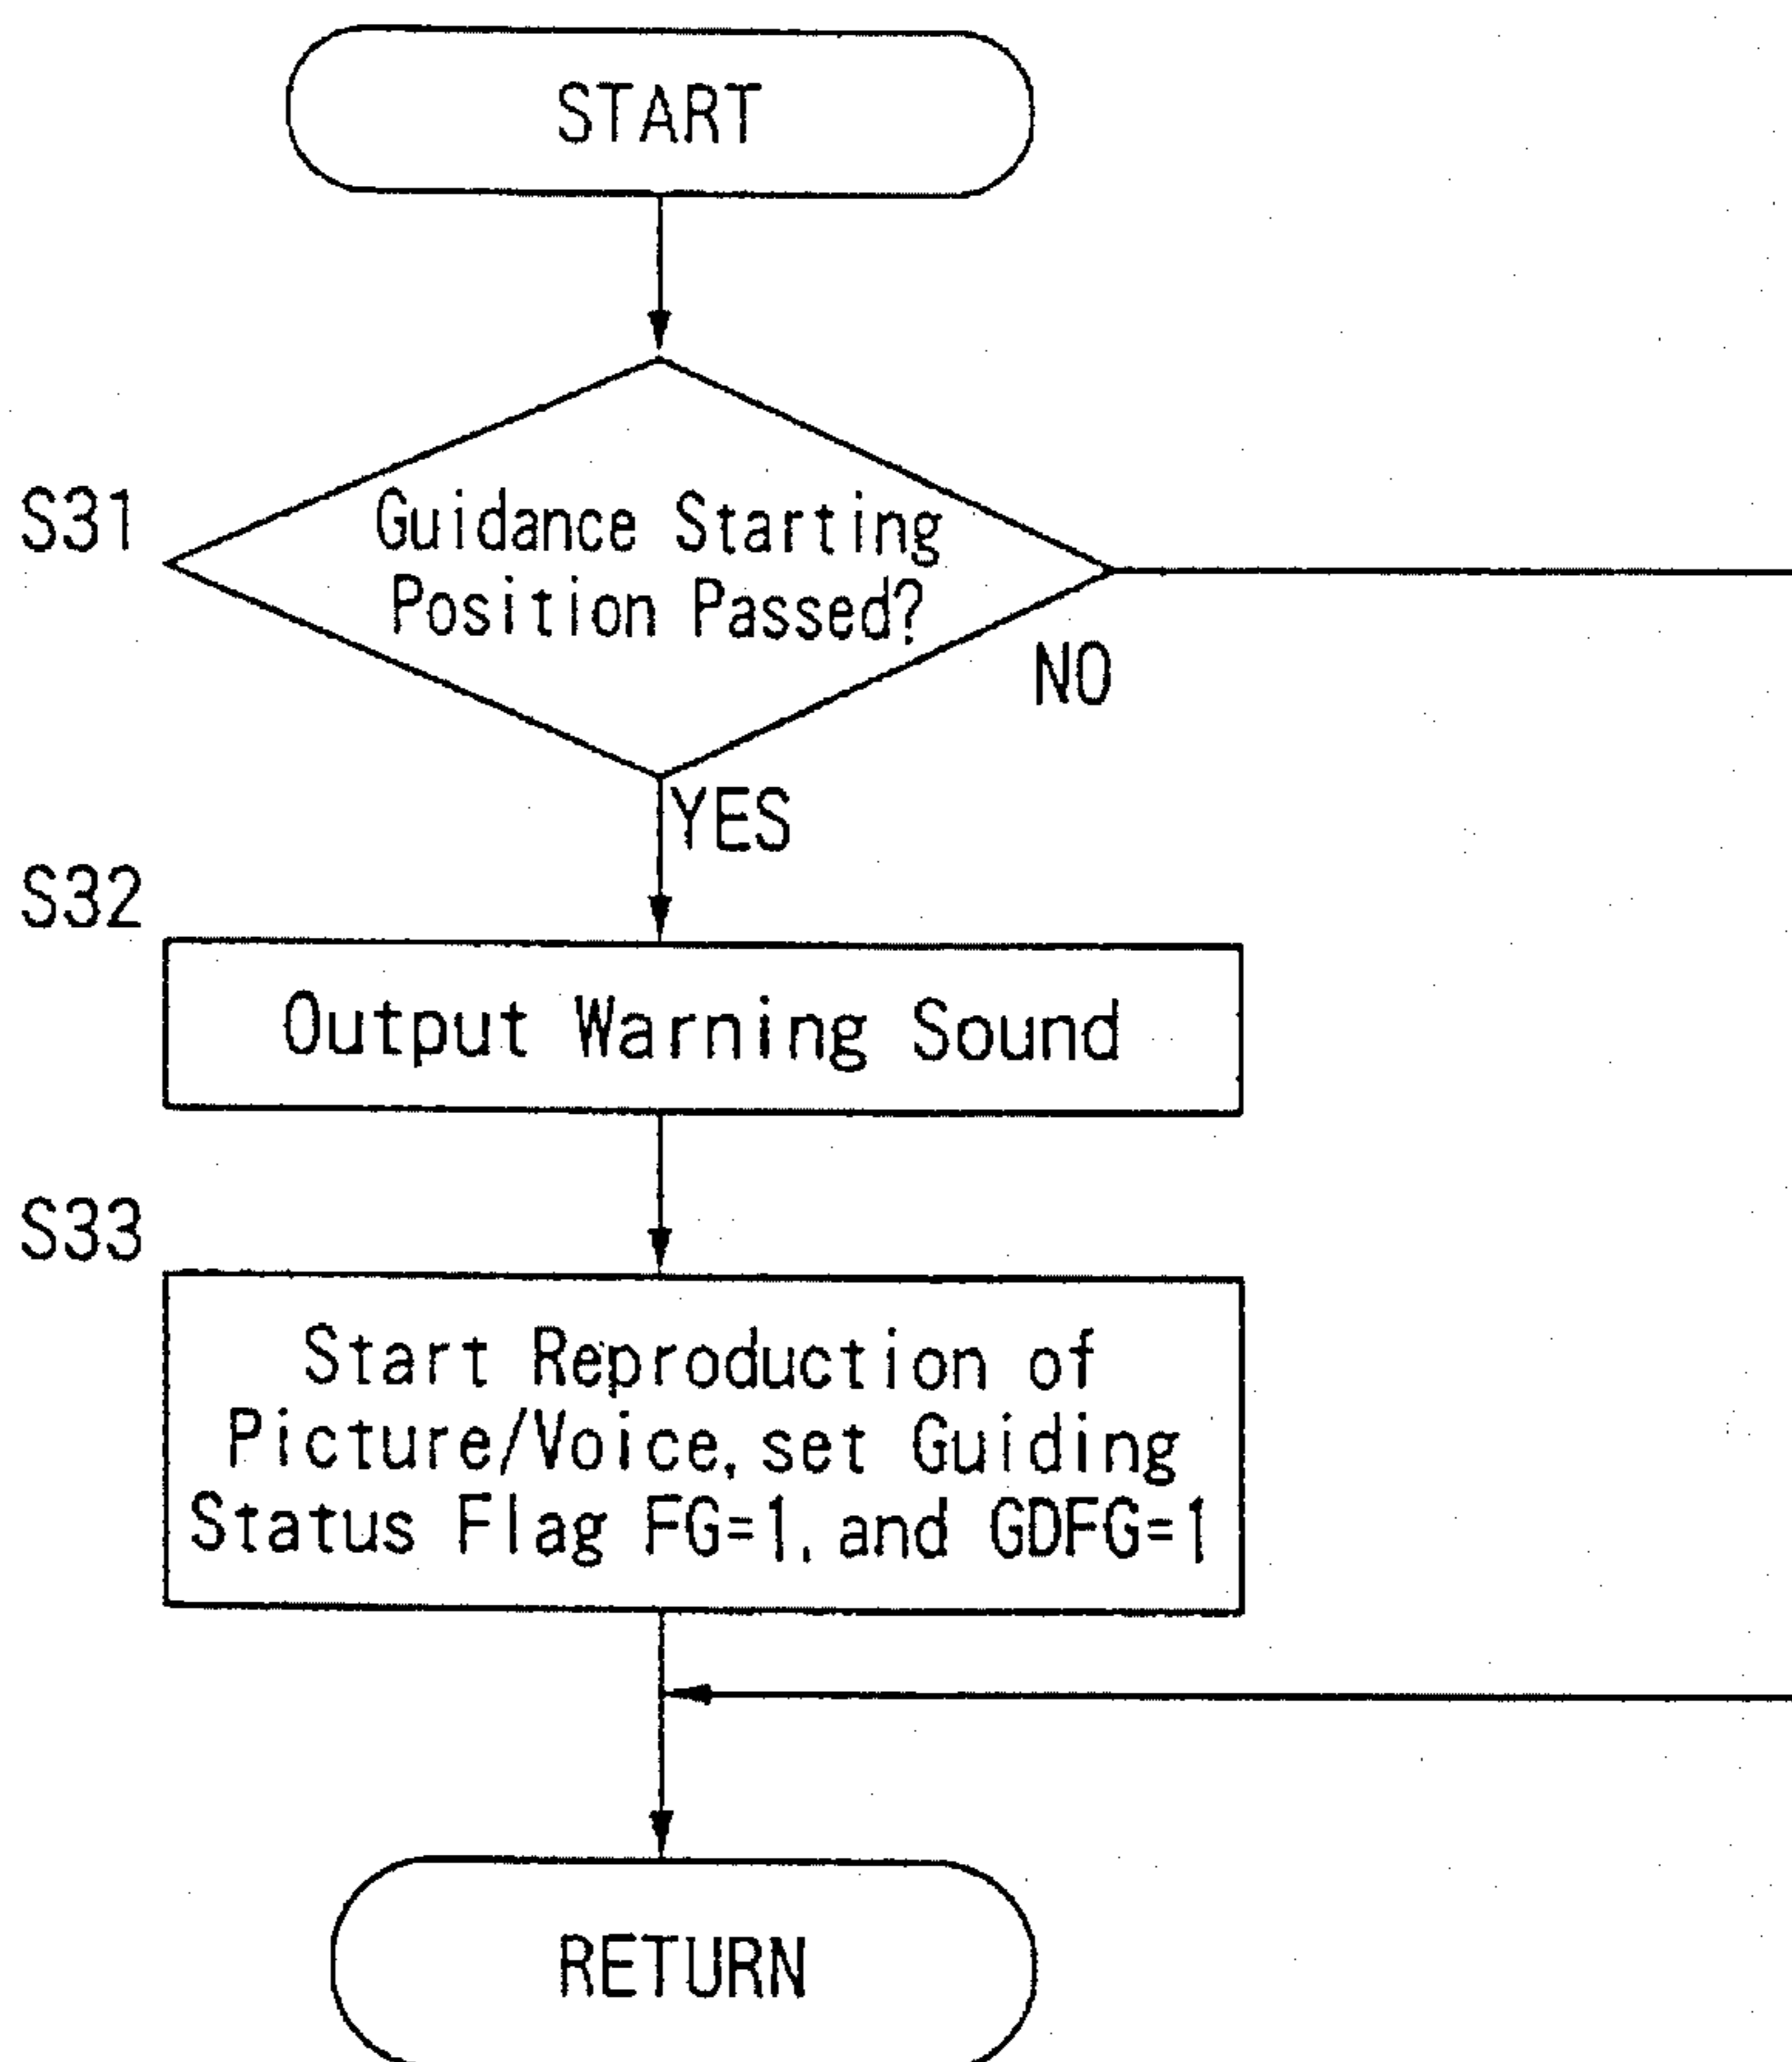 START
S31
Guidance Starting
Position Passed?
NO
YES
S32
Output Warning Sound
S33
Start Reproduction of
Picture/Voice, set Guiding
Status Flag FG=1, and GDFG=1
RETURN